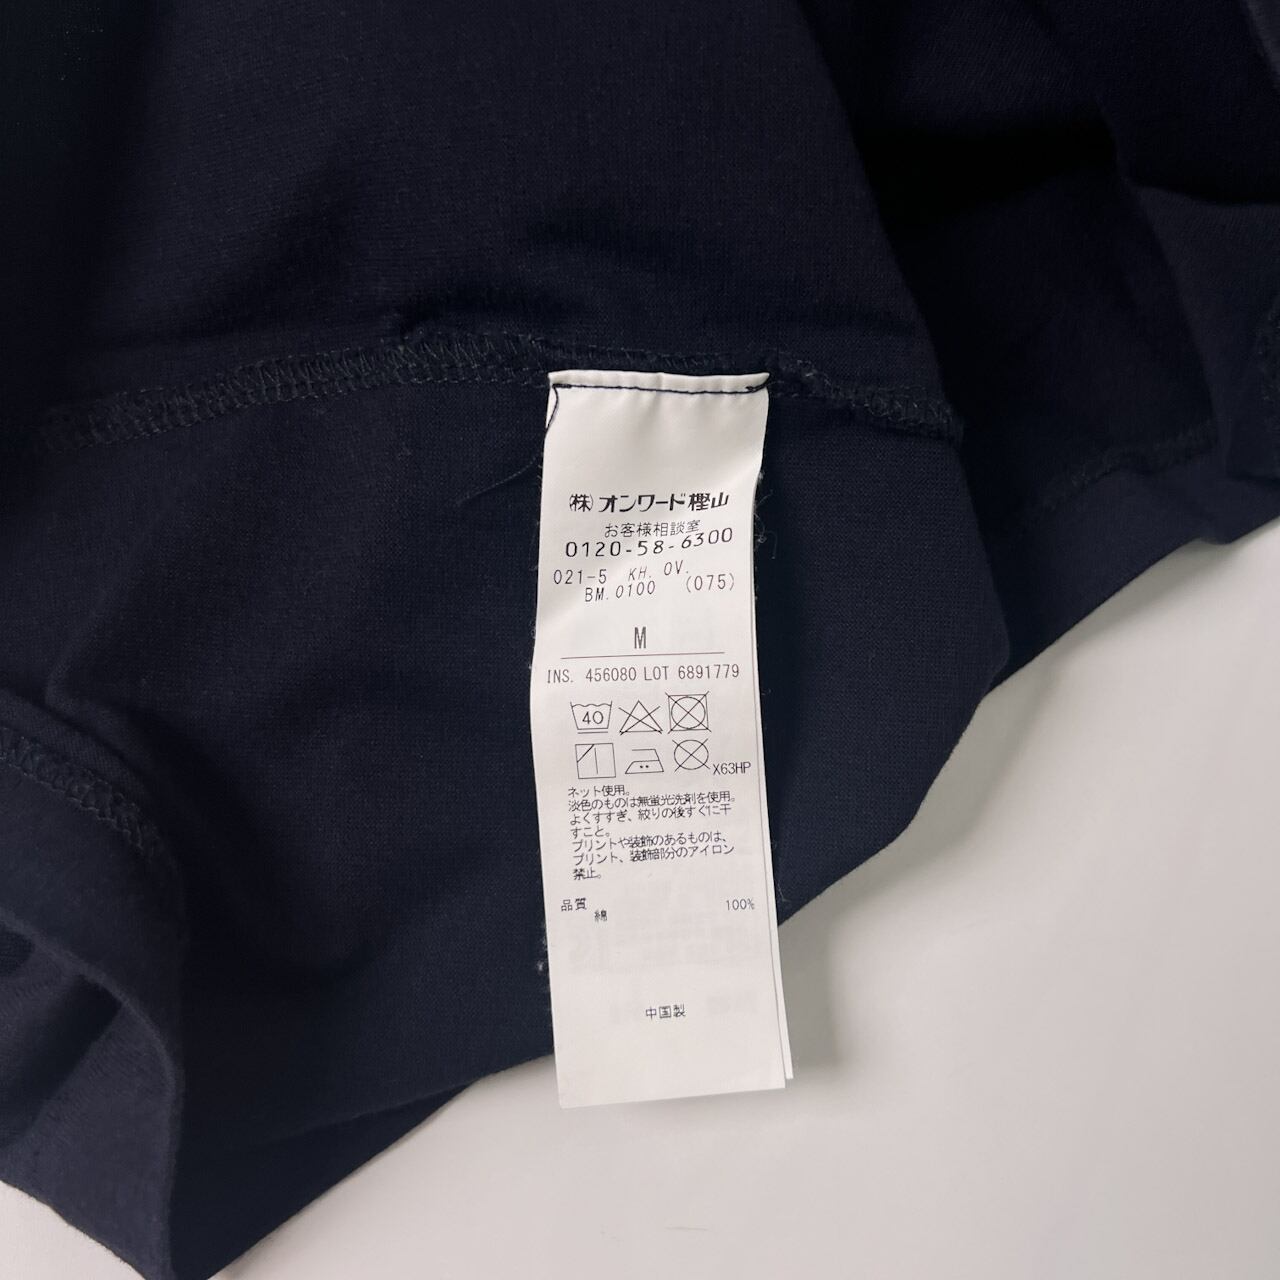 ㈱オンワード樫山
お客様相談室
0120-58-6300
021-5 KH. OV.
BM.0100 (075)
M
INS. 456080 LOT 6891779
40
X63HP
ネット使用。
淡色のものは無蛍光洗剤を使用。
よくすすぎ、絞りの後すぐに干
すこと。
プリントや装飾のあるものは、
プリント、装飾部分のアイロン
禁止。
品質
綿 100%
中国製